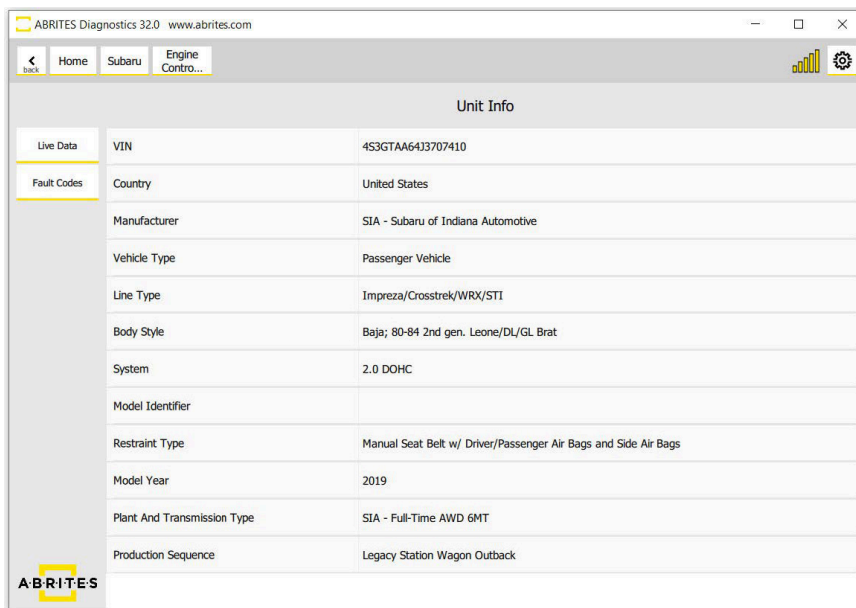 ABRITES Diagnostics 32.0 www.abrites.com
back
Home
Subaru
Engine
Contro...
Unit Info
Live Data
Fault Codes
VIN 4S3GTAA64J3707410
Country United States
Manufacturer SIA - Subaru of Indiana Automotive
Vehicle Type Passenger Vehicle
Line Type Impreza/Crosstrek/WRX/STI
Body Style Baja; 80-84 2nd gen. Leone/DL/GL Brat
System 2.0 DOHC
Model Identifier
Restraint Type Manual Seat Belt w/ Driver/Passenger Air Bags and Side Air Bags
Model Year 2019
Plant And Transmission Type SIA - Full-Time AWD 6MT
Production Sequence Legacy Station Wagon Outback
ABRITES